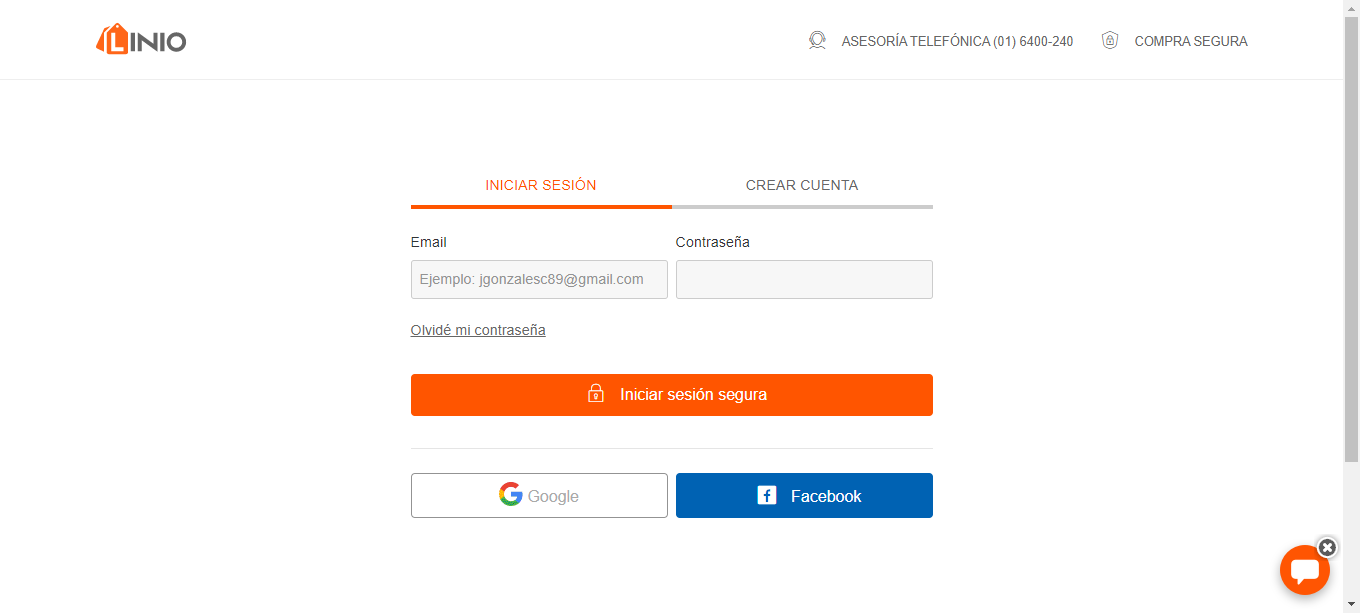 LINIO
ASESORÍA TELEFÓNICA (01) 6400-240 COMPRA SEGURA
INICIAR SESIÓN CREAR CUENTA
Email Contraseña
Ejemplo: jgonzalesc89@gmail.com
Olvidé mi contraseña
Iniciar sesión segura
Google Facebook